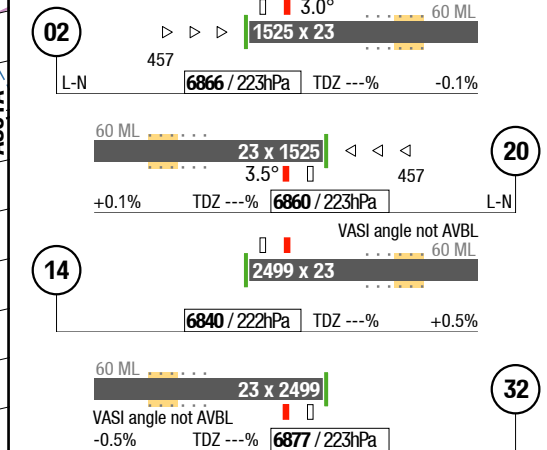 3.0°
60 ML
02
1525 x 23
457
L-N
6866 / 223hPa
TDZ ---%
-0.1%
60 ML
23 x 1525
20
3.5°
457
+0.1%
TDZ ---%
6860 / 223hPa
L-N
VASI angle not AVBL
60 ML
14
2499 x 23
6840 / 222hPa
TDZ ---%
+0.5%
60 ML
23 x 2499
32
VASI angle not AVBL
-0.5%
TDZ ---%
6877 / 223hPa